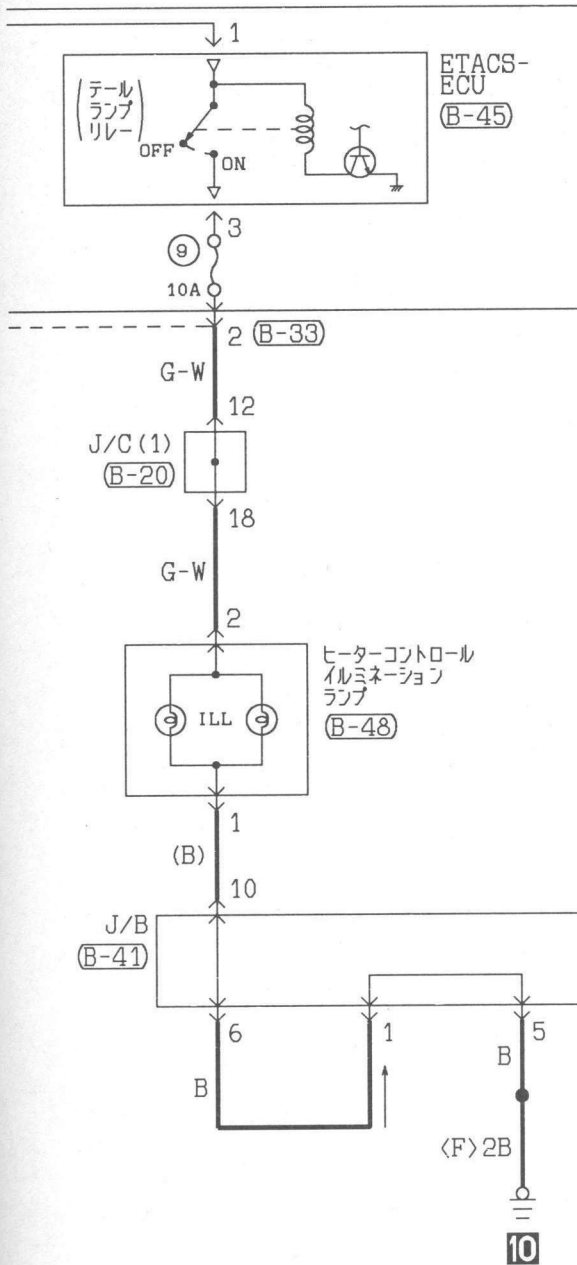 1
ETACS-
ECU
(B-45)
(テール
ランプ
リレー)
OFF
ON
3
9
10A
2
(B-33)
G-W
12
J/C(1)
(B-20)
18
G-W
2
ヒーターコントロール
イルミネーション
ランプ
(B-48)
ILL
1
(B)
10
J/B
(B-41)
6
1
5
B
B
〈F〉2B
10